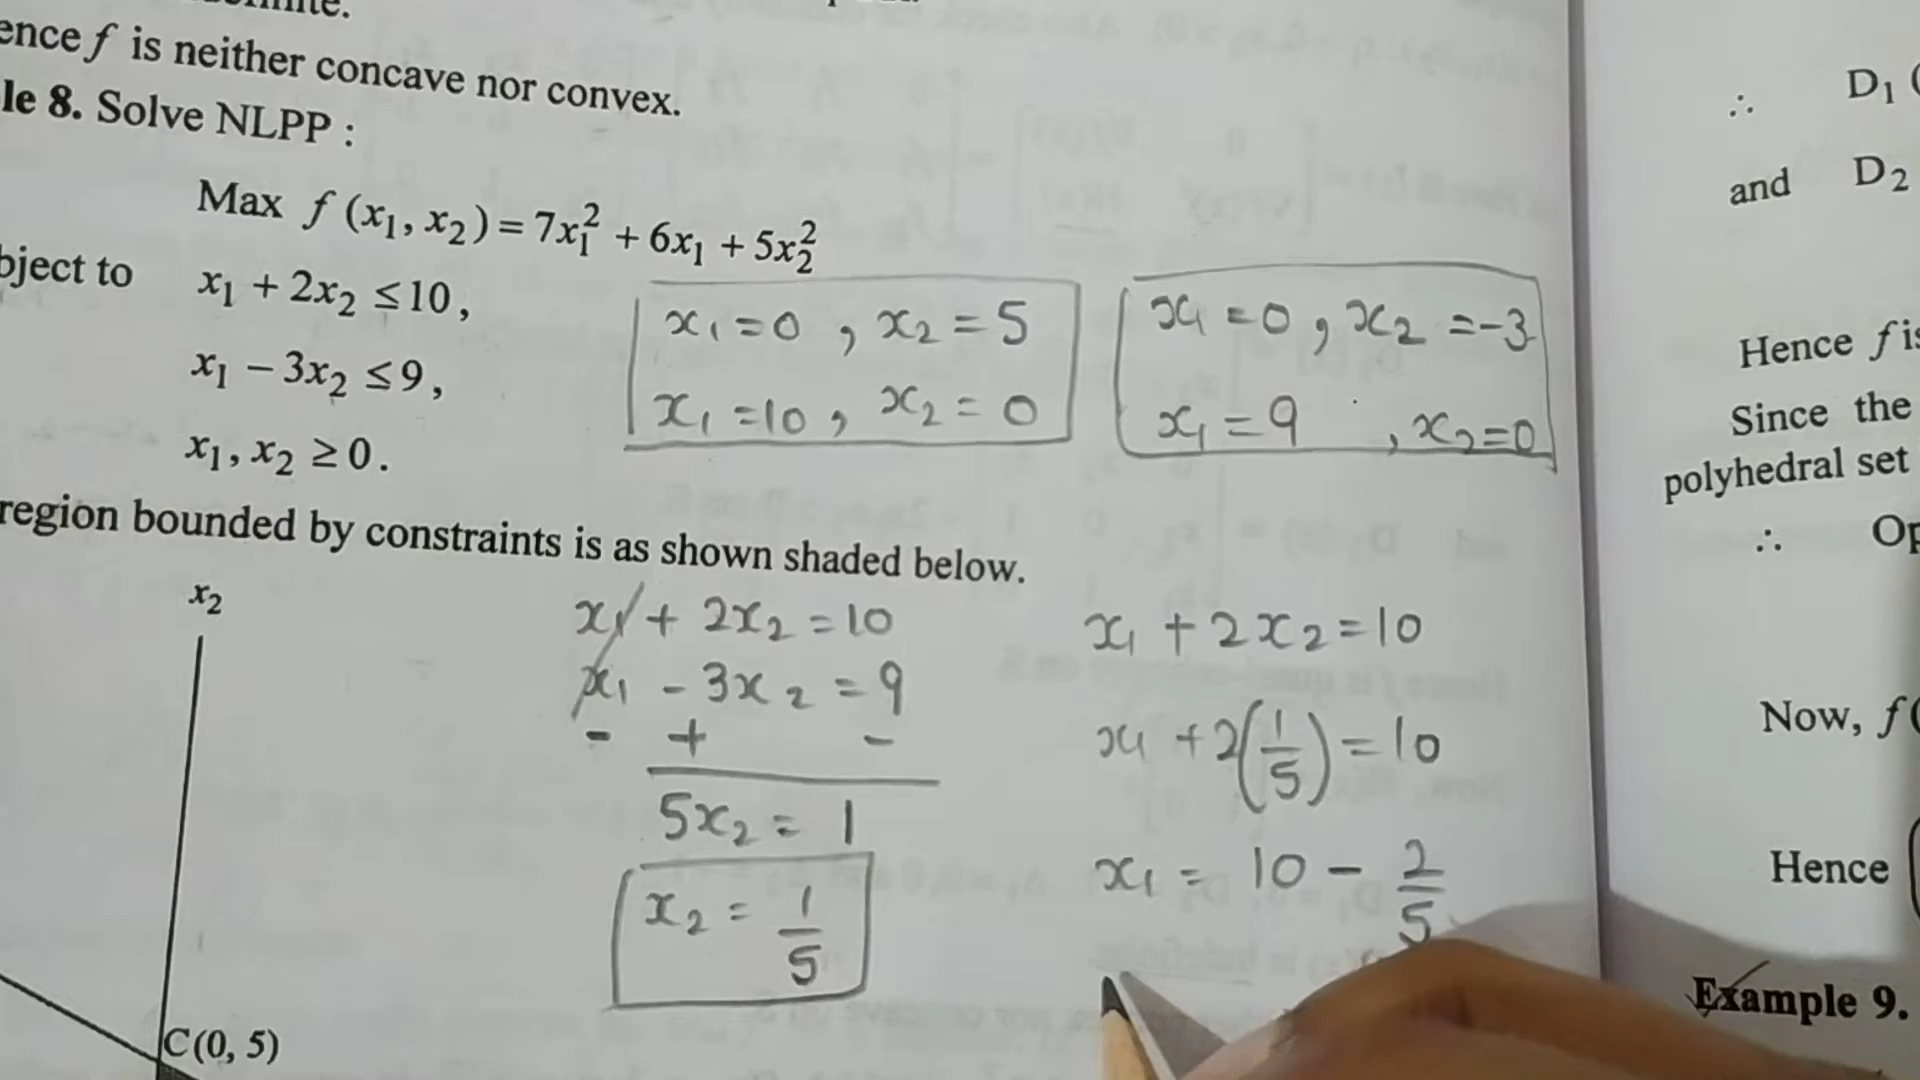 ence f is neither concave nor convex.
le 8. Solve NLPP :
Max f (x₁, x₂) = 7x₁² + 6x₁ + 5x₂²
bject to x₁ + 2x₂ ≤ 10,
x₁ − 3x₂ ≤ 9,
x₁, x₂ ≥ 0.
x₁ = 0 , x₂ = 5
x₁ = 10 , x₂ = 0
x₁ = 0 , x₂ = -3
x₁ = 9 , x₂ = 0
region bounded by constraints is as shown shaded below.
x₂
C(0, 5)
x₁ + 2x₂ = 10
x₁ - 3x₂ = 9
- + -
5x₂ = 1
x₂ = 1/5
x₁ + 2x₂ = 10
x₁ + 2(1/5) = 10
x₁ = 10 - 2/5
∴ D₁ (
and D₂
Hence f is
Since the
polyhedral set
∴ Op
Now, f(
Hence
Example 9.